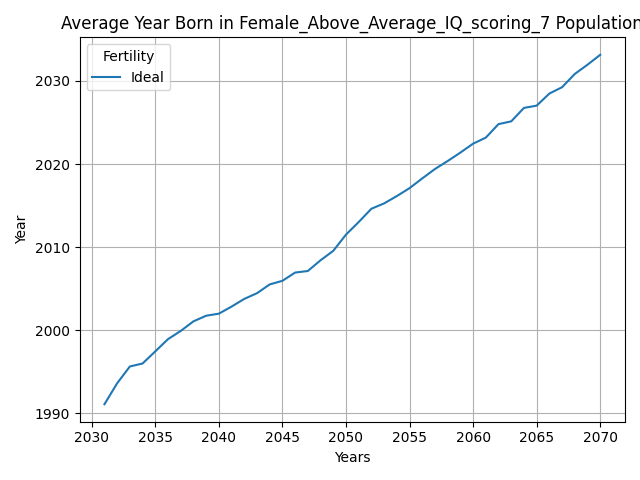 Average Year Born in Female_Above_Average_IQ_scoring_7 Population
Fertility
Ideal
Year
2030
2020
2010
2000
1990
2030 2035 2040 2045 2050 2055 2060 2065 2070
Years